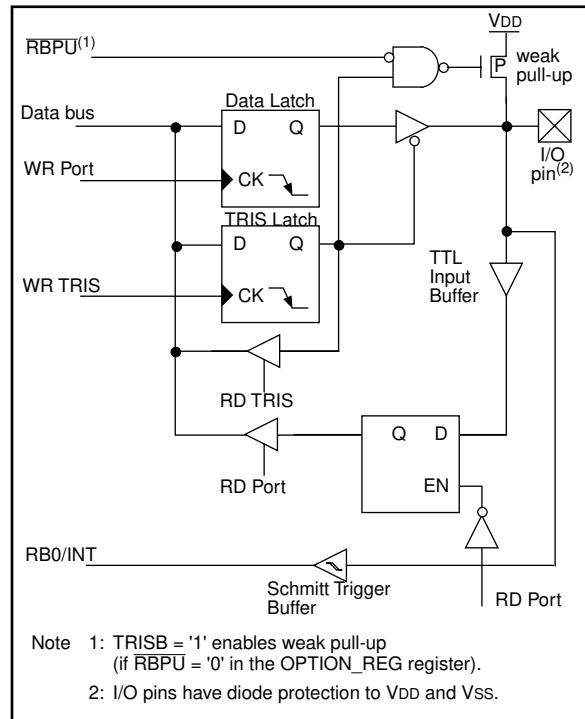 VDD
RBPU(1)
P
weak
pull-up
Data Latch
Data bus
D Q
I/O
pin(2)
WR Port
CK
TRIS Latch
D Q
TTL
Input
Buffer
WR TRIS
CK
RD TRIS
Q D
RD Port
EN
RB0/INT
Schmitt Trigger
Buffer
RD Port
Note 1: TRISB = '1' enables weak pull-up
(if RBPU = '0' in the OPTION_REG register).
2: I/O pins have diode protection to VDD and VSS.